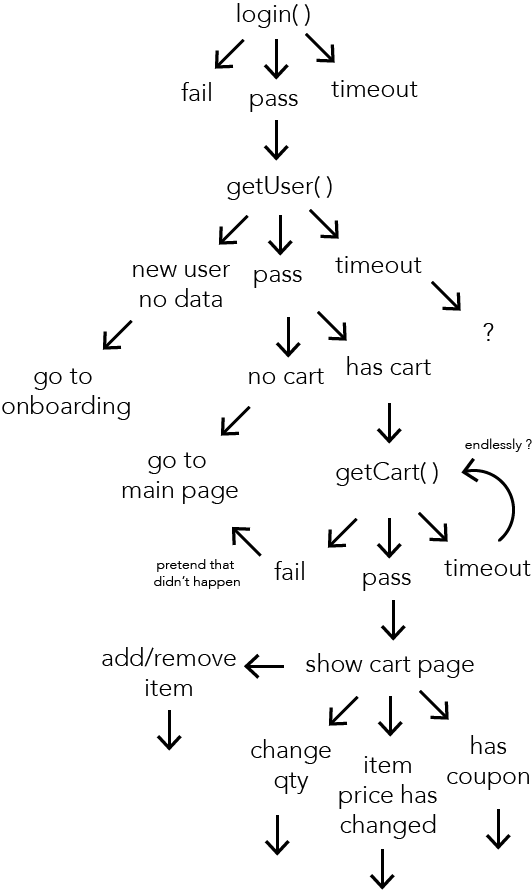 login( )
fail
pass
timeout
getUser( )
new user
no data
pass
timeout
?
go to
onboarding
no cart
has cart
go to
main page
getCart( )
endlessly ?
pretend that
didn't happen
fail
pass
timeout
add/remove
item
show cart page
change
qty
item
price has
changed
has
coupon